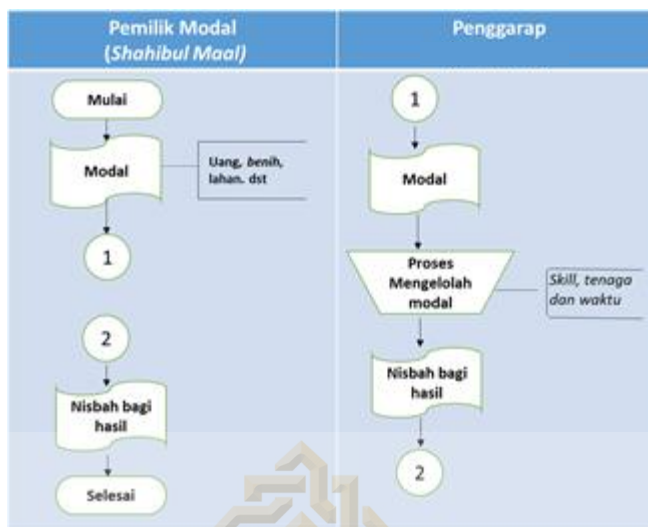 Pemilik Modal
(Shahibul Maal)
Mulai
Modal
Uang, benih,
lahan. dst
1
2
Nisbah bagi
hasil
Selesai
Penggarap
1
Modal
Proses
Mengelolah
modal
Skill, tenaga
dan waktu
Nisbah bagi
hasil
2